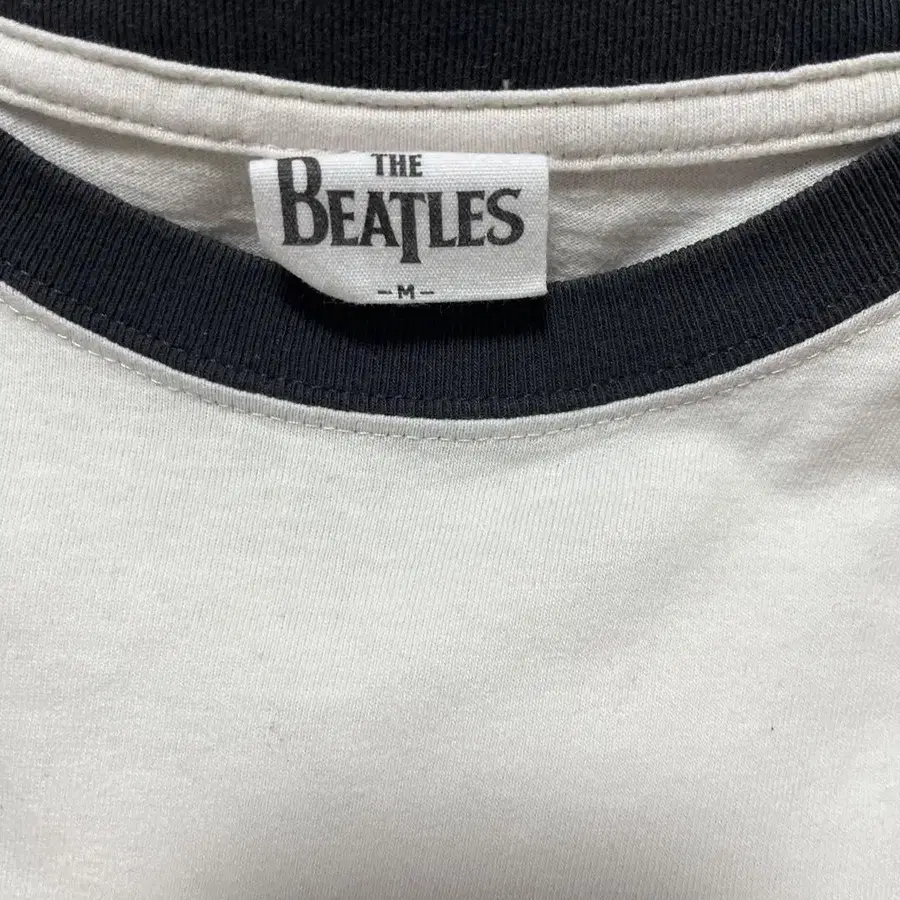 THE
BEATLES
-M-